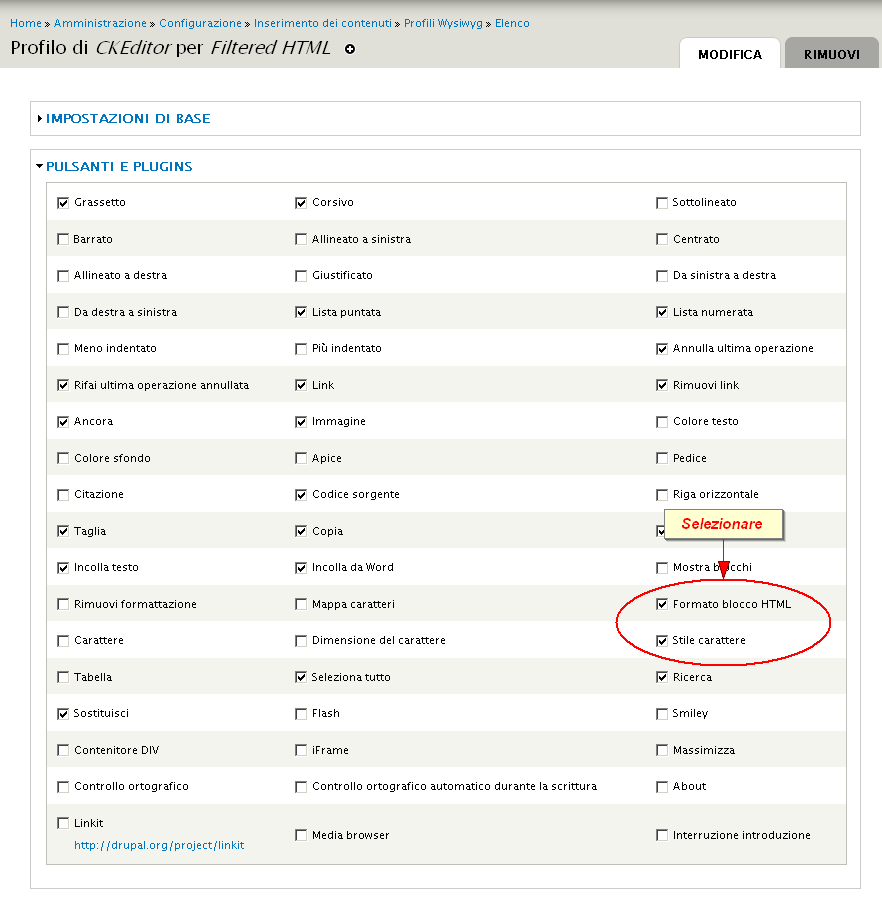 Home » Amministrazione » Configurazione » Inserimento dei contenuti » Profili Wysiwyg » Elenco
Profilo di CKEditor per Filtered HTML
MODIFICA RIMUOVI
IMPOSTAZIONI DI BASE
PULSANTI E PLUGINS
Grassetto Corsivo Sottolineato
Barrato Allineato a sinistra Centrato
Allineato a destra Giustificato Da sinistra a destra
Da destra a sinistra Lista puntata Lista numerata
Meno indentato Più indentato Annulla ultima operazione
Rifai ultima operazione annullata Link Rimuovi link
Ancora Immagine Colore testo
Colore sfondo Apice Pedice
Citazione Codice sorgente Riga orizzontale
Taglia Copia Selezionare
Incolla testo Incolla da Word Mostra blocchi
Rimuovi formattazione Mappa caratteri Formato blocco HTML
Carattere Dimensione del carattere Stile carattere
Tabella Seleziona tutto Ricerca
Sostituisci Flash Smiley
Contenitore DIV iFrame Massimizza
Controllo ortografico Controllo ortografico automatico durante la scrittura About
Linkit Media browser Interruzione introduzione
http://drupal.org/project/linkit